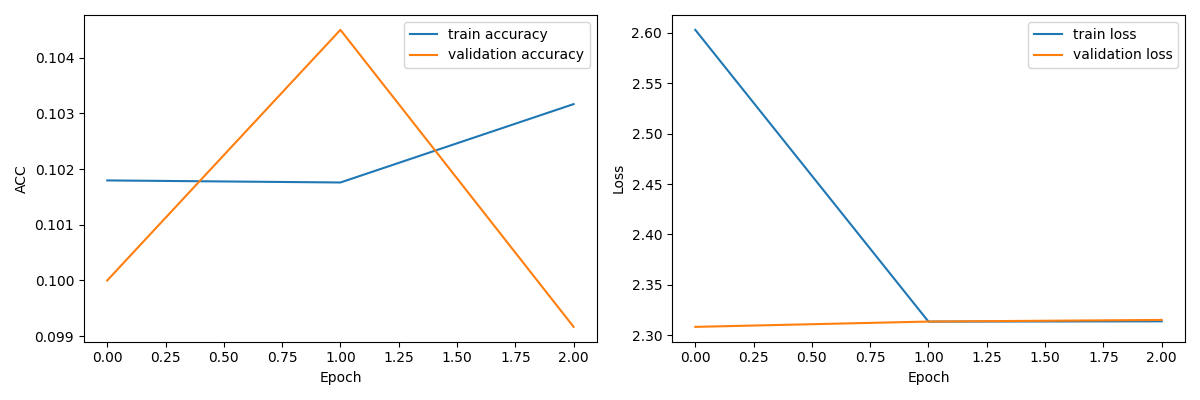 train accuracy
validation accuracy
0.104
0.103
0.102
0.101
0.100
0.099
ACC
0.00 0.25 0.50 0.75 1.00 1.25 1.50 1.75 2.00
Epoch
train loss
validation loss
2.60
2.55
2.50
2.45
2.40
2.35
2.30
Loss
0.00 0.25 0.50 0.75 1.00 1.25 1.50 1.75 2.00
Epoch